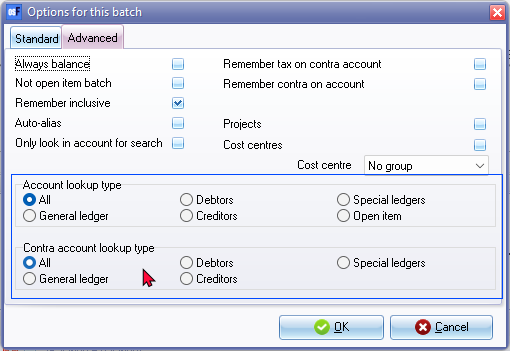 Options for this batch
Standard Advanced
Always balance Remember tax on contra account
Not open item batch Remember contra on account
Remember inclusive
Auto-alias Projects
Only look in account for search Cost centres
Cost centre No group
Account lookup type
All Debtors Special ledgers
General ledger Creditors Open item
Contra account lookup type
All Debtors Special ledgers
General ledger Creditors
OK Cancel